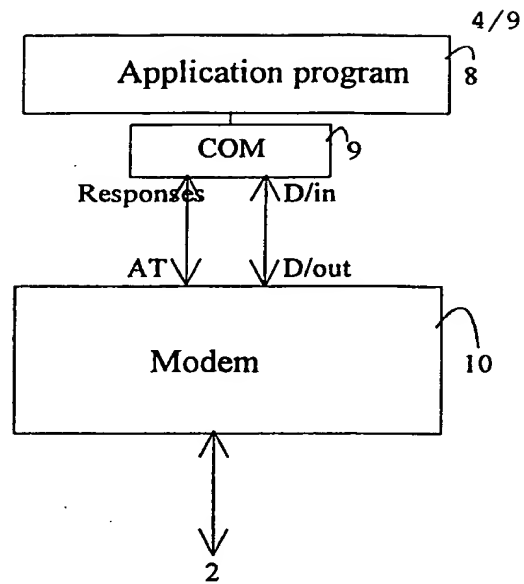 4/9
Application program 8
COM 9
Responses D/in
AT D/out
Modem
10
2